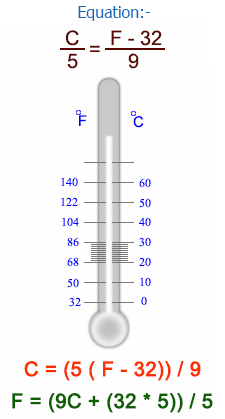 Equation:-
C/5 = F - 32/9
°F °C
140 60
122 50
104 40
86 30
68 20
50 10
32 0
C = (5 ( F - 32)) / 9
F = (9C + (32 * 5)) / 5